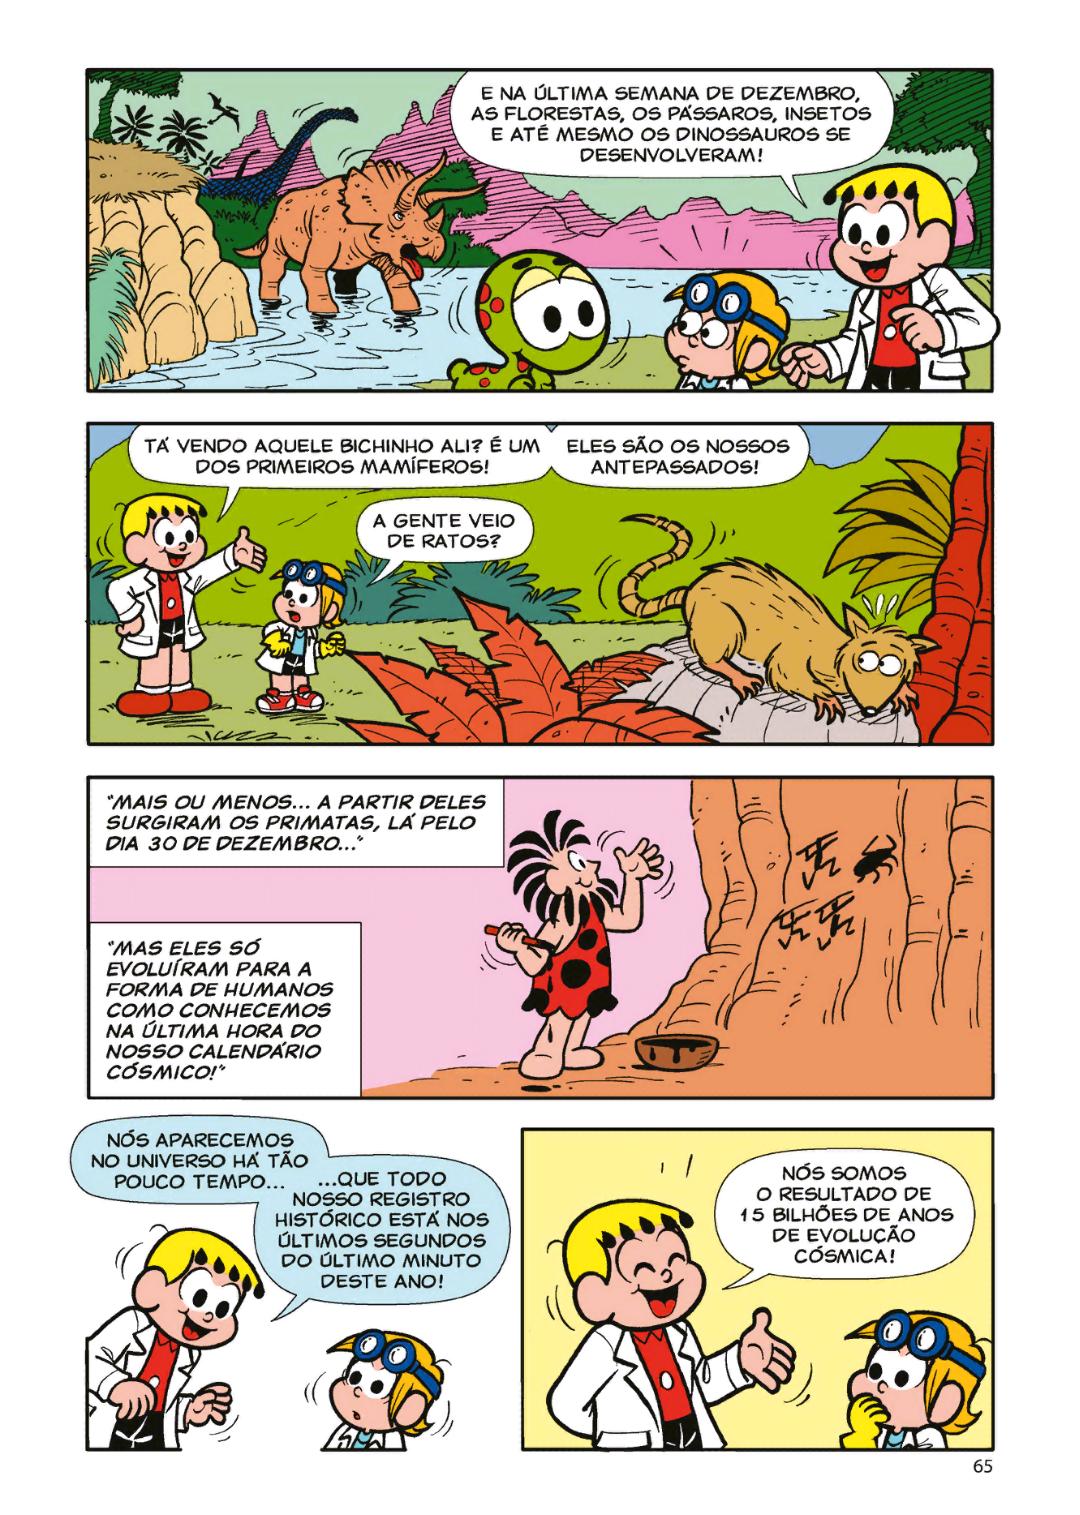 E NA ÚLTIMA SEMANA DE DEZEMBRO,
AS FLORESTAS, OS PÁSSAROS, INSETOS
E ATÉ MESMO OS DINOSSAUROS SE
DESENVOLVERAM!
TÁ VENDO AQUELE BICHINHO ALI? É UM
DOS PRIMEIROS MAMÍFEROS!
ELES SÃO OS NOSSOS
ANTEPASSADOS!
A GENTE VEIO
DE RATOS?
"MAIS OU MENOS... A PARTIR DELES
SURGIRAM OS PRIMATAS, LÁ PELO
DIA 30 DE DEZEMBRO..."
"MAS ELES SÓ
EVOLUÍRAM PARA A
FORMA DE HUMANOS
COMO CONHECEMOS
NA ÚLTIMA HORA DO
NOSSO CALENDÁRIO
CÓSMICO!"
NÓS APARECEMOS
NO UNIVERSO HÁ TÃO
POUCO TEMPO...
...QUE TODO
NOSSO REGISTRO
HISTÓRICO ESTÁ NOS
ÚLTIMOS SEGUNDOS
DO ÚLTIMO MINUTO
DESTE ANO!
NÓS SOMOS
O RESULTADO DE
15 BILHÕES DE ANOS
DE EVOLUÇÃO
CÓSMICA!
65